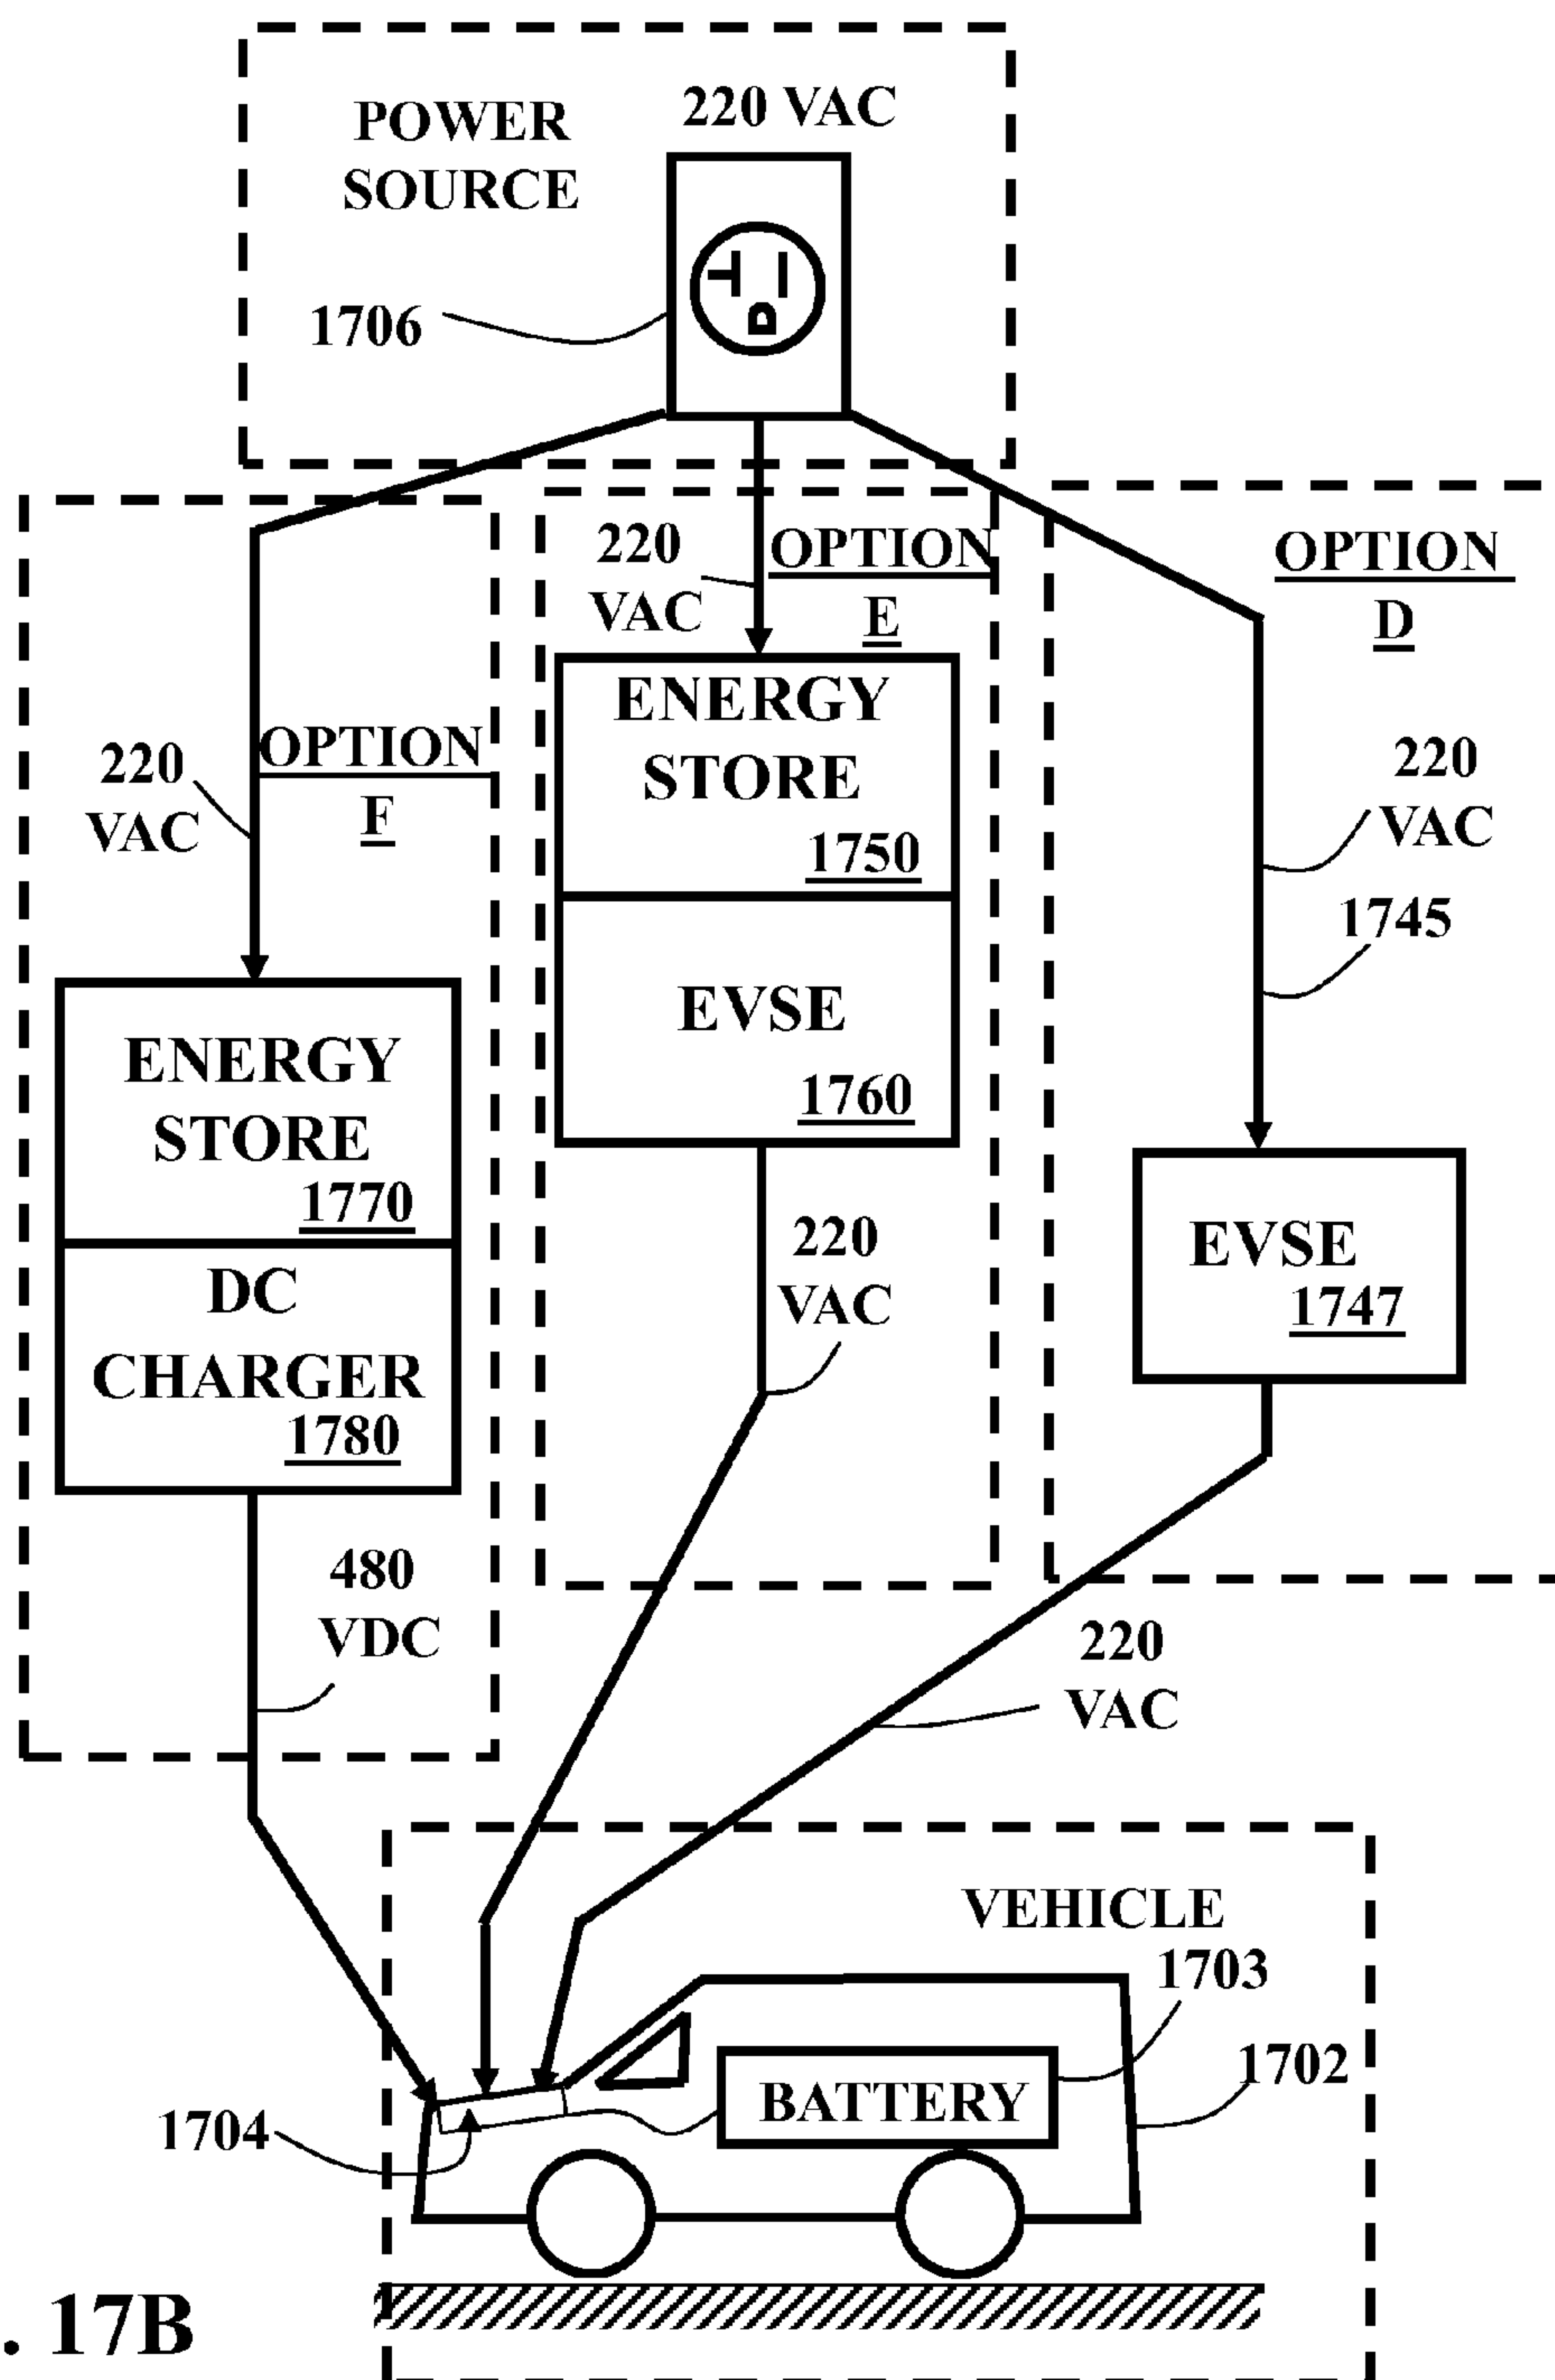 POWER
SOURCE
220 VAC
1706
220
VAC
OPTION
E
OPTION
D
220
VAC
OPTION
F
ENERGY
STORE
1750
EVSE
1760
220
VAC
1745
ENERGY
STORE
1770
DC
CHARGER
1780
220
VAC
EVSE
1747
480
VDC
220
VAC
VEHICLE
1703
1702
BATTERY
1704
. 17B